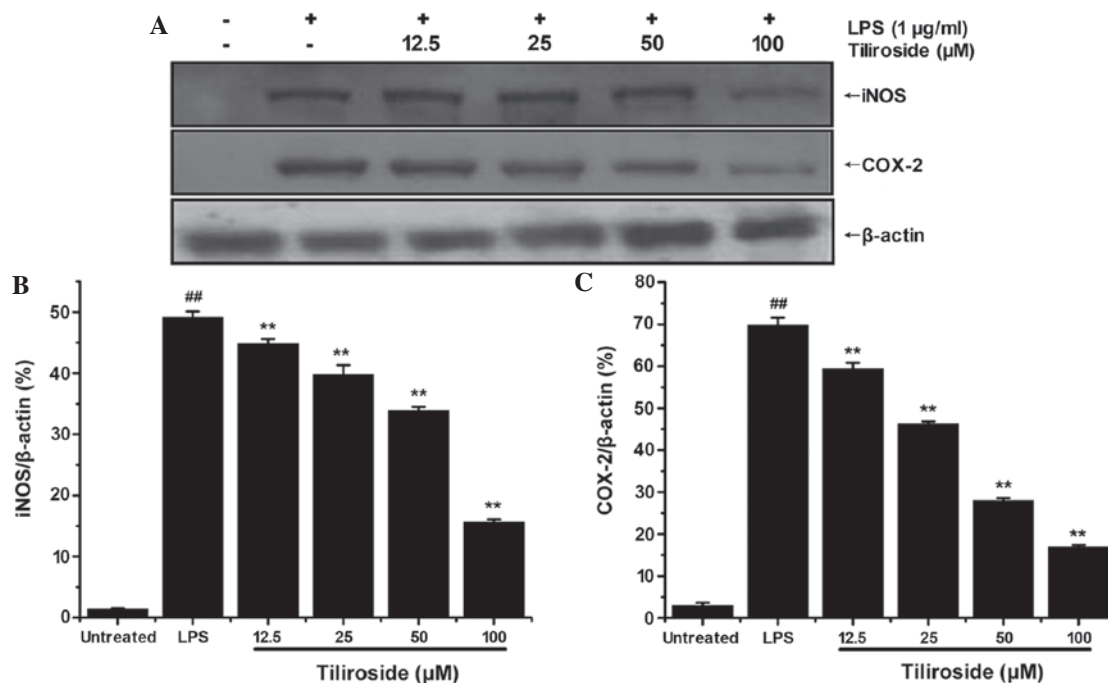 A
- + + + + + LPS (1 µg/ml)
- - 12.5 25 50 100 Tiliroside (µM)
←iNOS
←COX-2
←β-actin
B
iNOS/β-actin (%)
50
40
30
20
10
0
##
**
**
**
**
Untreated LPS 12.5 25 50 100
Tiliroside (µM)
C
COX-2/β-actin (%)
80
70
60
50
40
30
20
10
0
##
**
**
**
**
Untreated LPS 12.5 25 50 100
Tiliroside (µM)